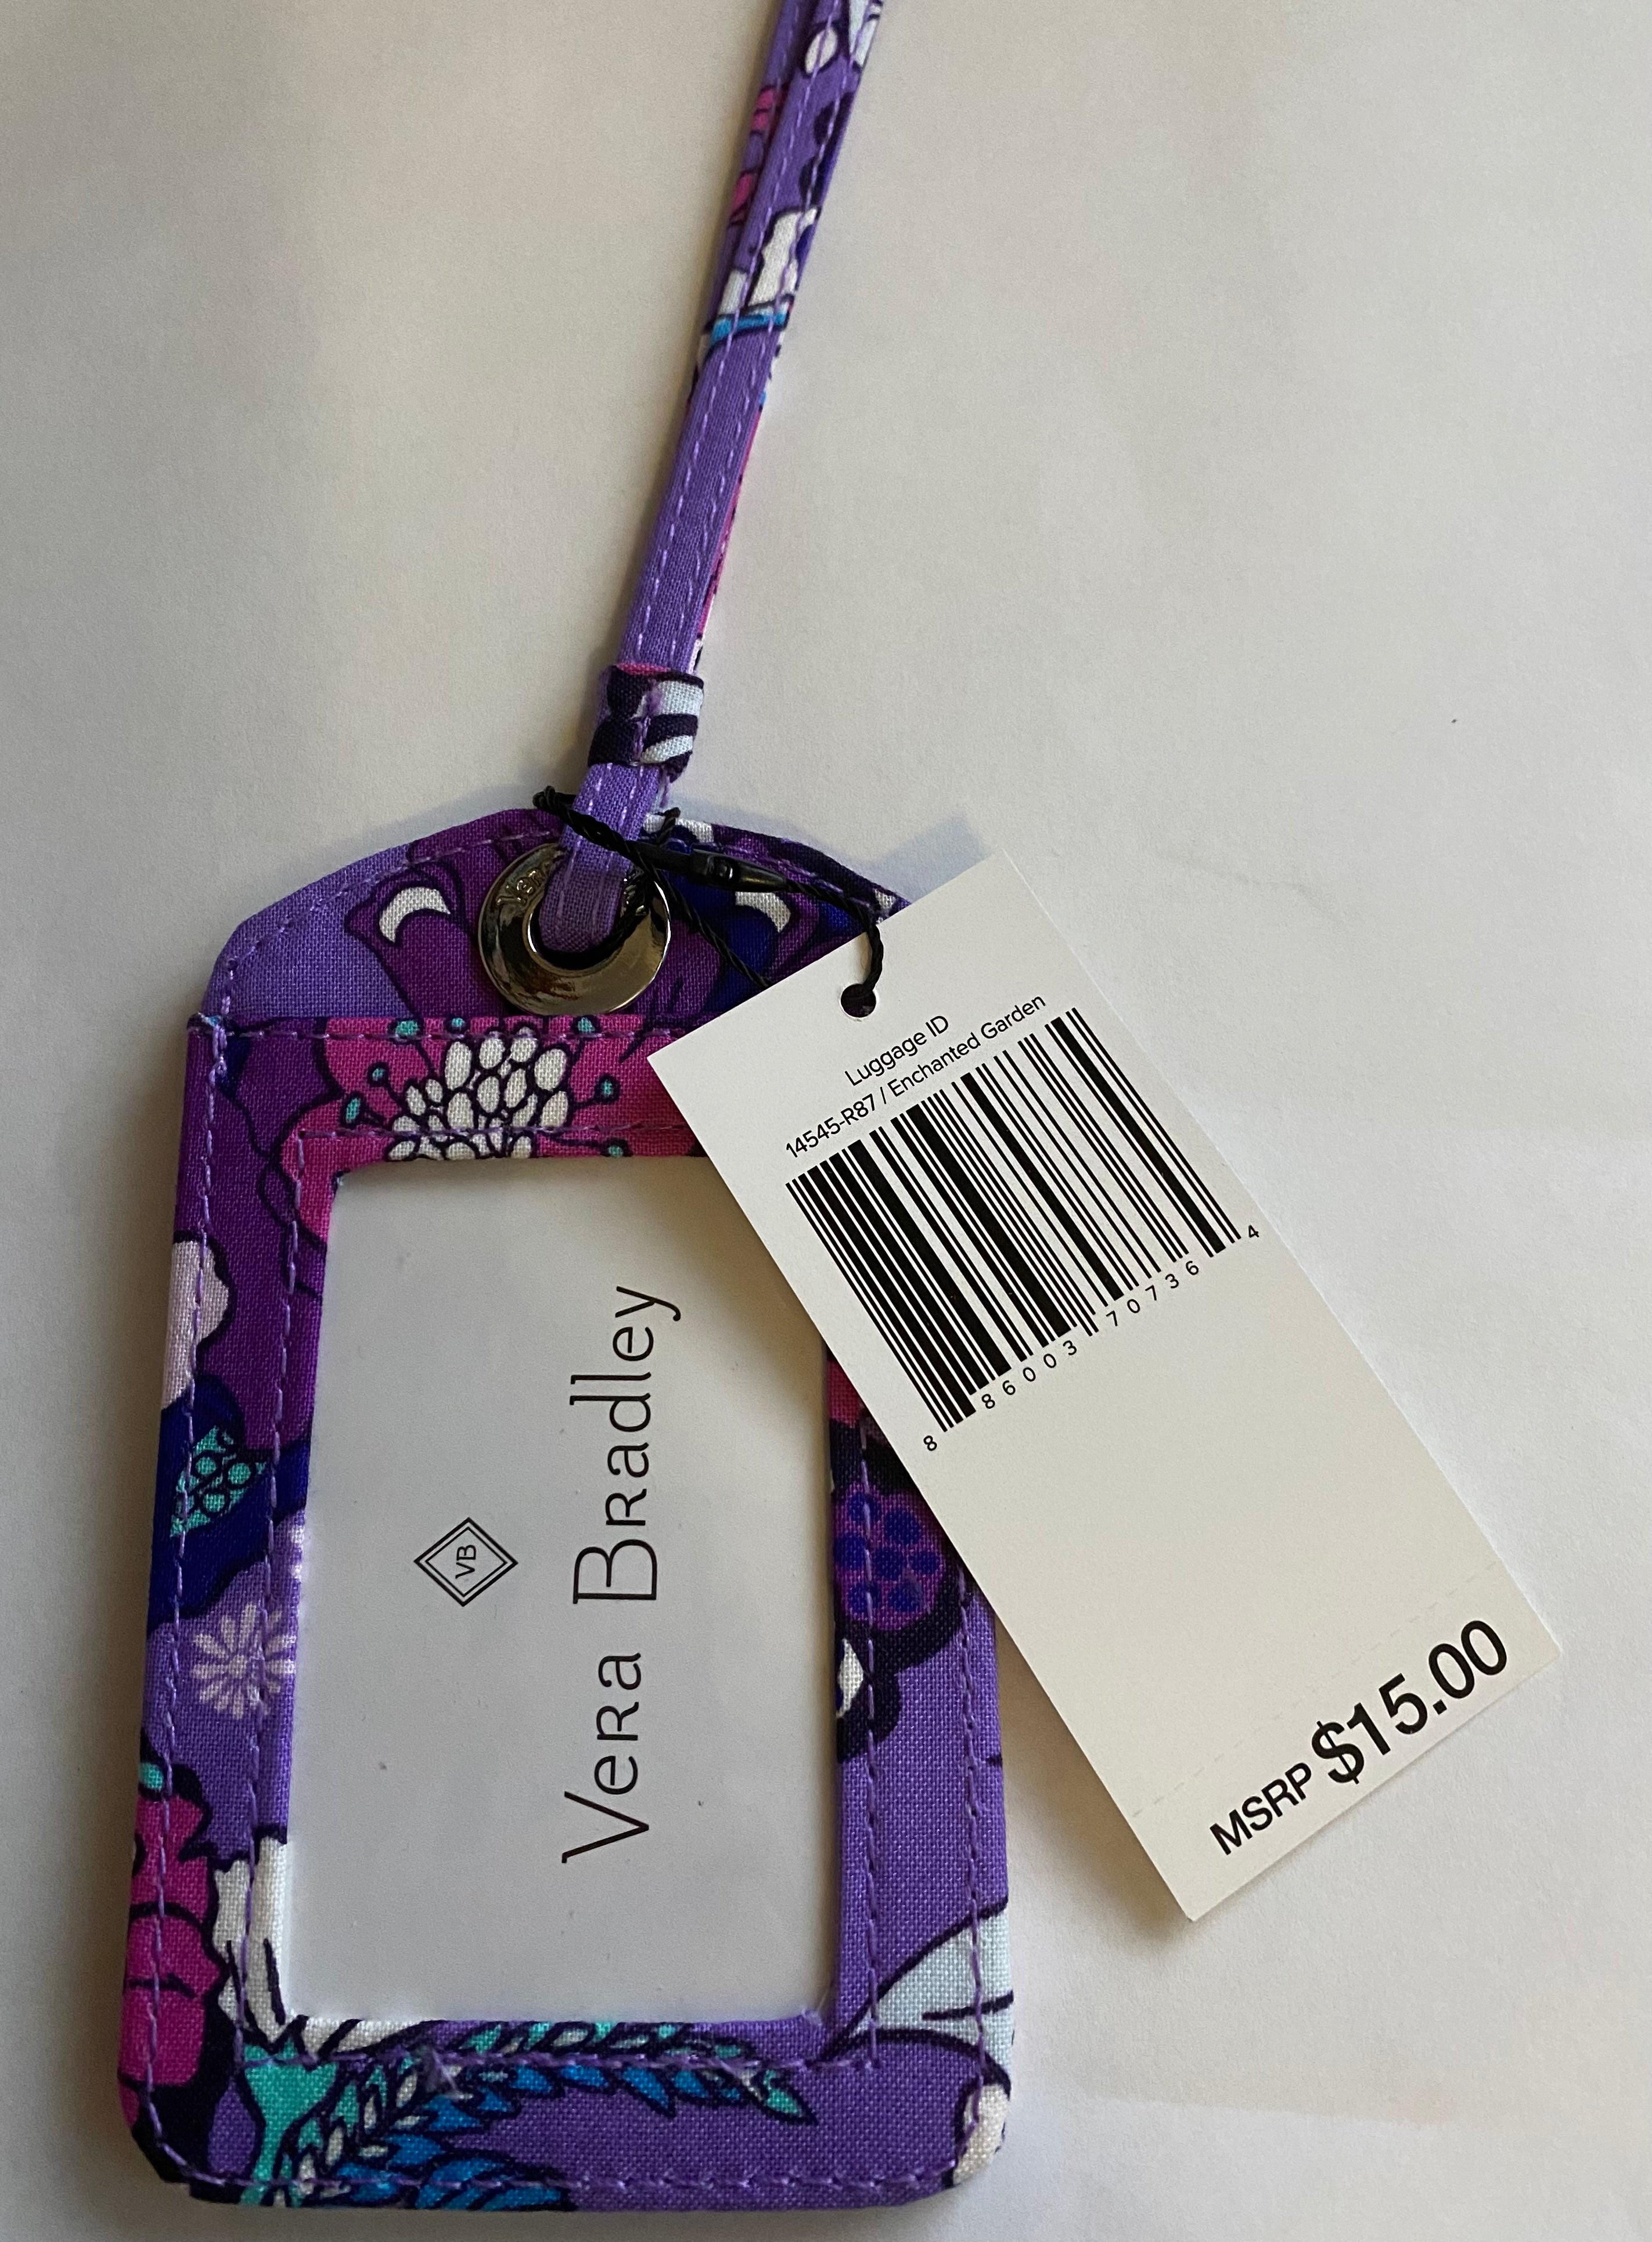 Luggage ID
14545-R87 / Enchanted Garden
8 86003 70736 4
MSRP $15.00
VB
Vera Bradley